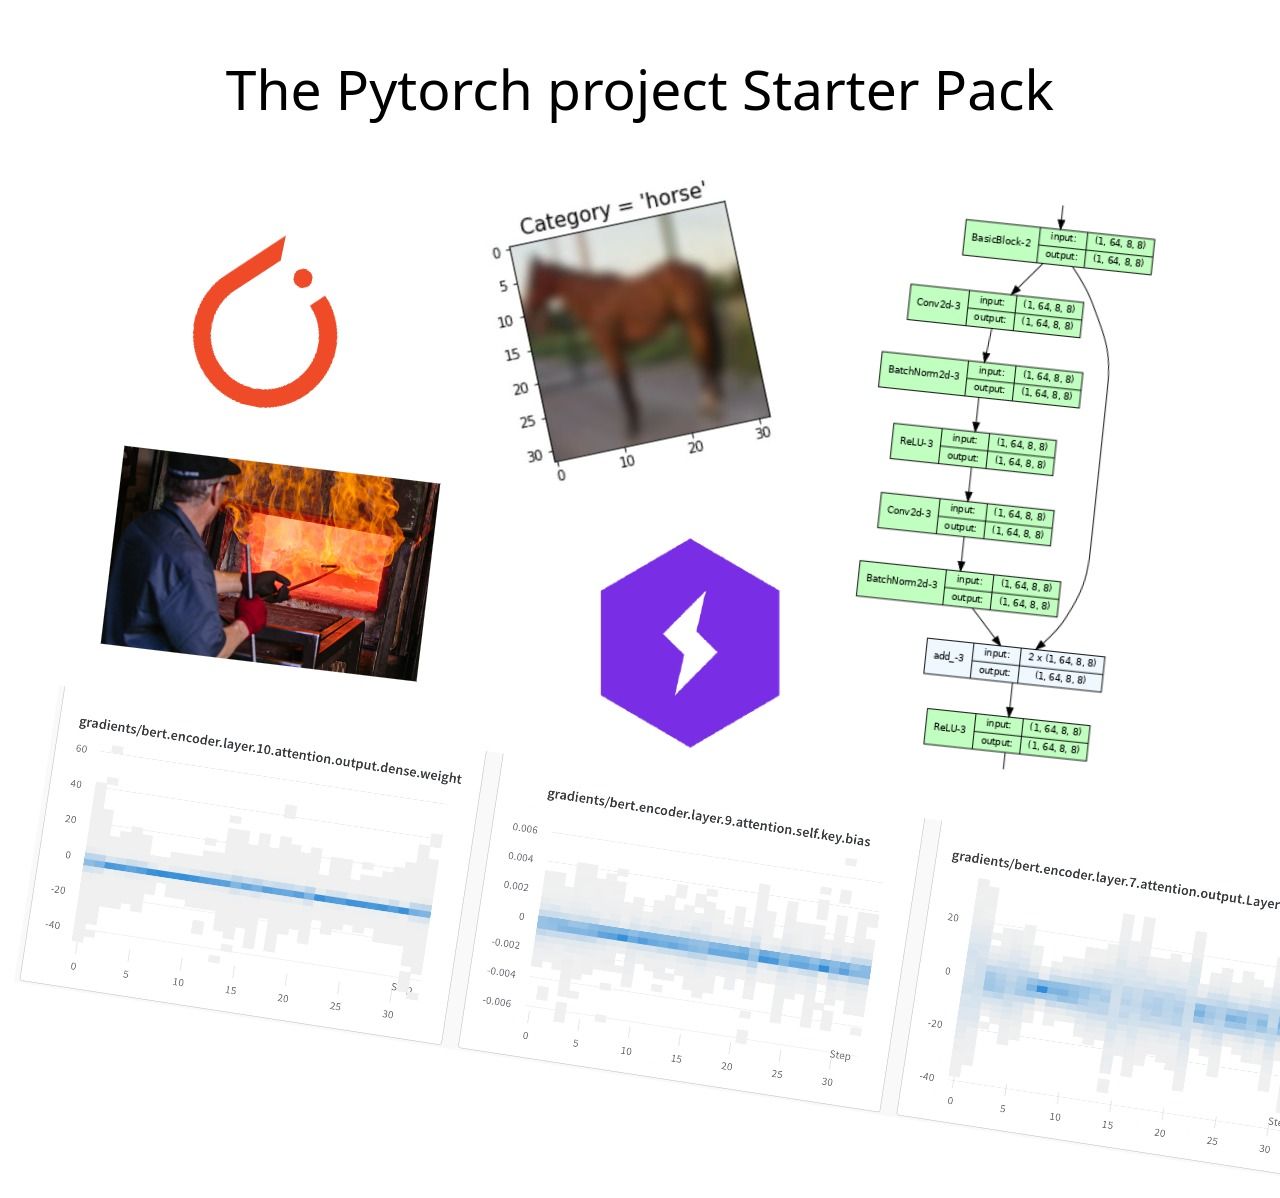 The Pytorch project Starter Pack
Category = 'horse'
0
5
10
15
20
25
30
0
10
20
30
BasicBlock-2
input:
(1, 64, 8, 8)
output:
(1, 64, 8, 8)
Conv2d-3
input:
(1, 64, 8, 8)
output:
(1, 64, 8, 8)
BatchNorm2d-3
input:
(1, 64, 8, 8)
output:
(1, 64, 8, 8)
ReLU-3
input:
(1, 64, 8, 8)
output:
(1, 64, 8, 8)
Conv2d-3
input:
(1, 64, 8, 8)
output:
(1, 64, 8, 8)
BatchNorm2d-3
input:
(1, 64, 8, 8)
output:
(1, 64, 8, 8)
add_-3
input:
2 x (1, 64, 8, 8)
output:
(1, 64, 8, 8)
ReLU-3
input:
(1, 64, 8, 8)
output:
(1, 64, 8, 8)
gradients/bert.encoder.layer.10.attention.output.dense.weight
60
40
20
0
-20
-40
0
5
10
15
20
25
30
gradients/bert.encoder.layer.9.attention.self.key.bias
0.006
0.004
0.002
0
-0.002
-0.004
-0.006
Step
0
5
10
15
20
25
30
gradients/bert.encoder.layer.7.attention.output.Layer
20
0
-20
-40
Ste
0
5
10
15
20
25
30